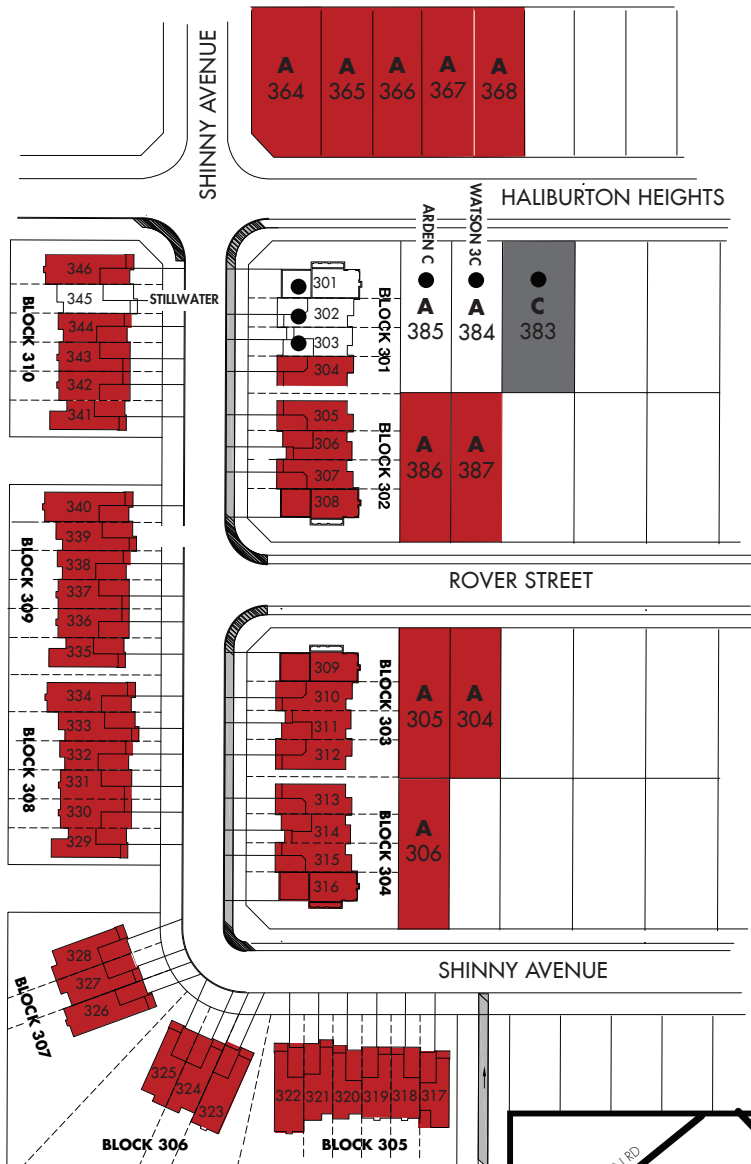 SHINNY AVENUE
A
364
A
365
A
366
A
367
A
368
HALIBURTON HEIGHTS
ARDEN C
WATSON 3C
A
385
A
384
C
383
346
345
STILLWATER
344
343
342
341
BLOCK 310
301
302
303
304
BLOCK 301
305
306
307
308
BLOCK 302
A
386
A
387
ROVER STREET
340
339
338
337
336
335
BLOCK 309
334
333
332
331
330
329
BLOCK 308
309
310
311
312
BLOCK 303
A
305
A
304
313
314
315
316
BLOCK 304
A
306
SHINNY AVENUE
328
327
326
BLOCK 307
325
324
323
BLOCK 306
322
321
320
319
318
317
BLOCK 305
RD